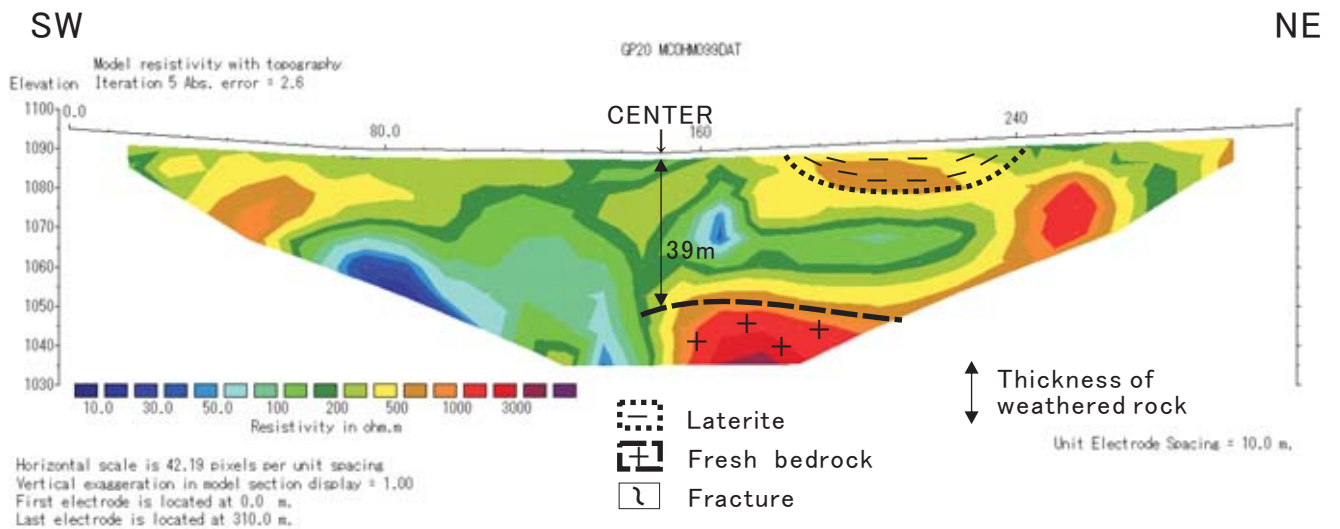 SW
NE
GP20 MCOHM099DAT
Model resistivity with topography
Elevation Iteration 5 Abs. error = 2.6
CENTER
1100
0.0
80.0
160
240
1090
1080
1070
39m
1060
1050
1040
1030
10.0 30.0 50.0 100 200 500 1000 3000
Resistivity in ohm.m
Thickness of
weathered rock
Laterite
Fresh bedrock
Fracture
Unit Electrode Spacing = 10.0 m.
Horizontal scale is 42.19 pixels per unit spacing
Vertical exaggeration in model section display = 1.00
First electrode is located at 0.0 m.
Last electrode is located at 310.0 m.